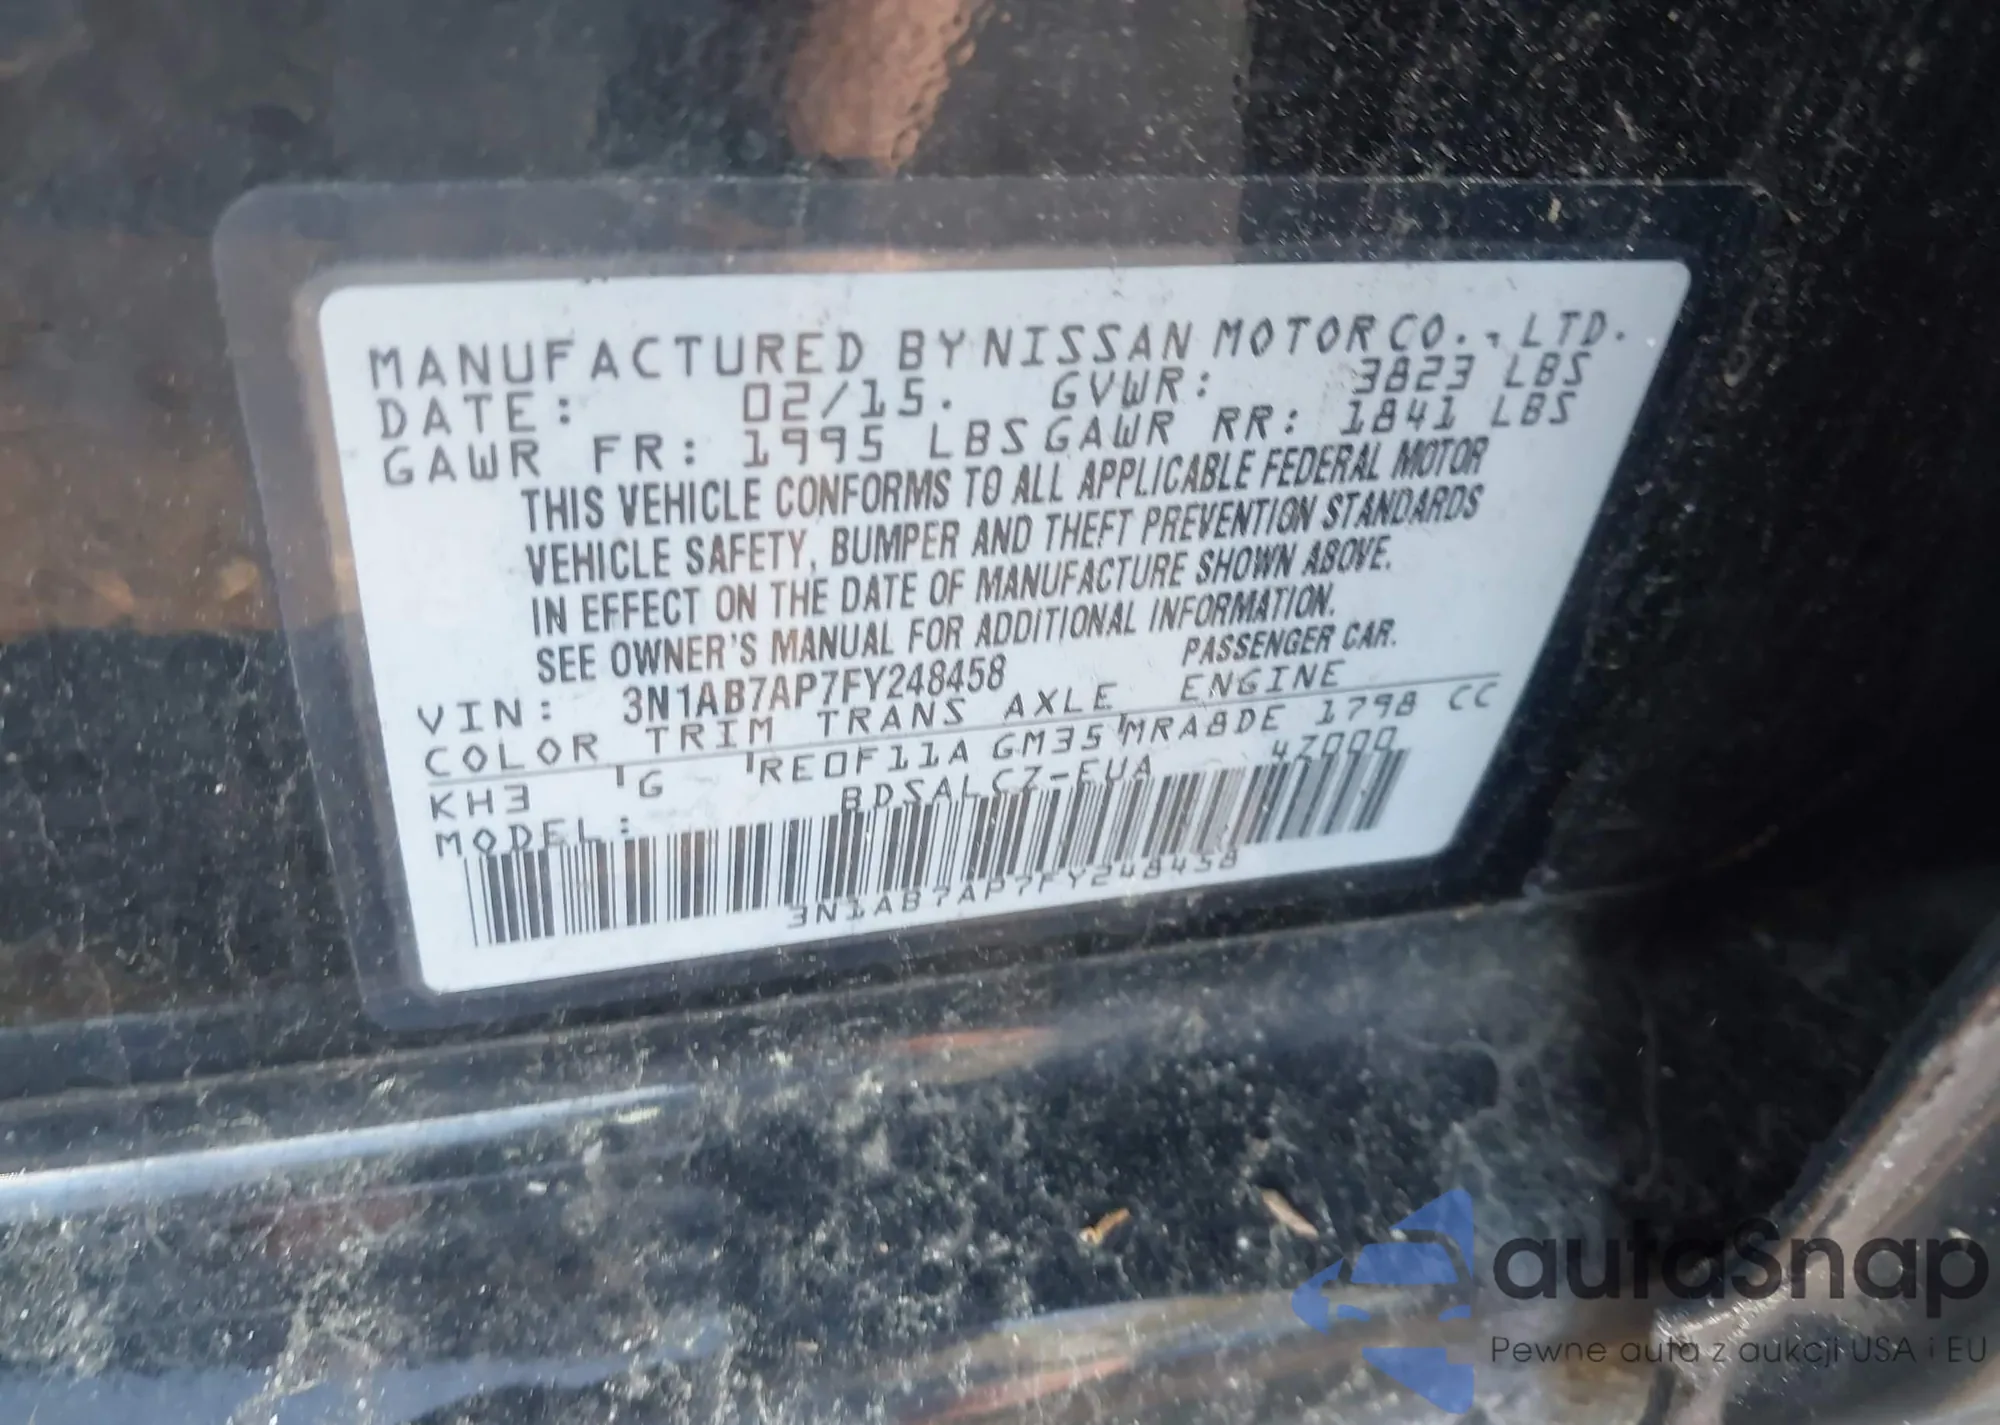 MANUFACTURED BY NISSAN MOTOR CO., LTD.
DATE: 02/15. GVWR: 3823 LBS
GAWR FR: 1995 LBS GAWR RR: 1841 LBS
THIS VEHICLE CONFORMS TO ALL APPLICABLE FEDERAL MOTOR
VEHICLE SAFETY, BUMPER AND THEFT PREVENTION STANDARDS
IN EFFECT ON THE DATE OF MANUFACTURE SHOWN ABOVE.
SEE OWNER'S MANUAL FOR ADDITIONAL INFORMATION.
VIN: 3N1AB7AP7FY248458 PASSENGER CAR.
COLOR TRIM TRANS AXLE ENGINE
KH3 G RE0F11A GM35 MRA8DE 1798 CC
MODEL: BDSALCZ-EUA 4Z000
3N1AB7AP7FY248458
autaSnap
Pewne auta z aukcji USA i EU